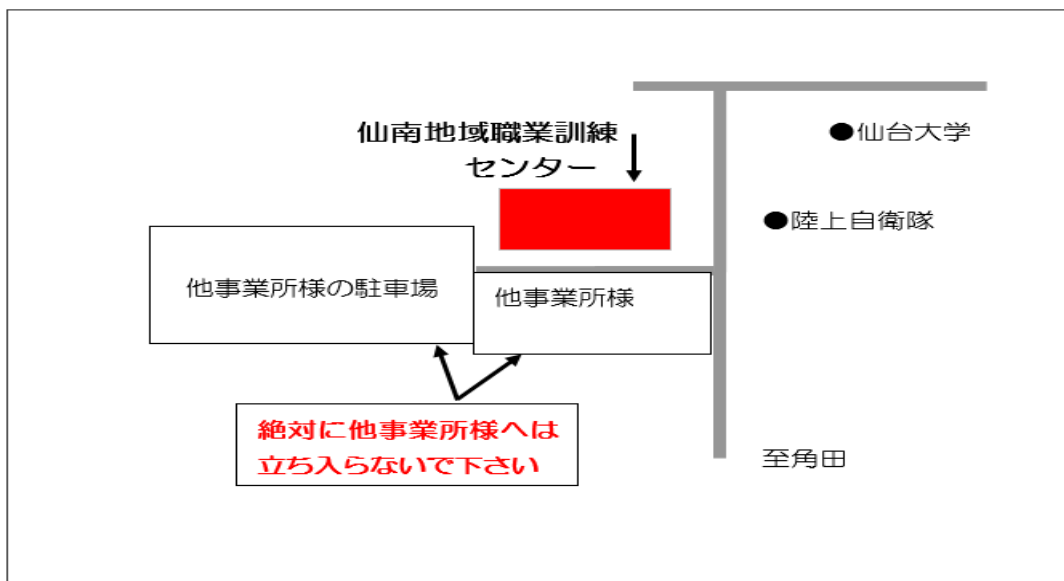 仙南地域職業訓練
センター
●仙台大学
●陸上自衛隊
他事業所様の駐車場
他事業所様
絶対に他事業所様へは
立ち入らないで下さい
至角田